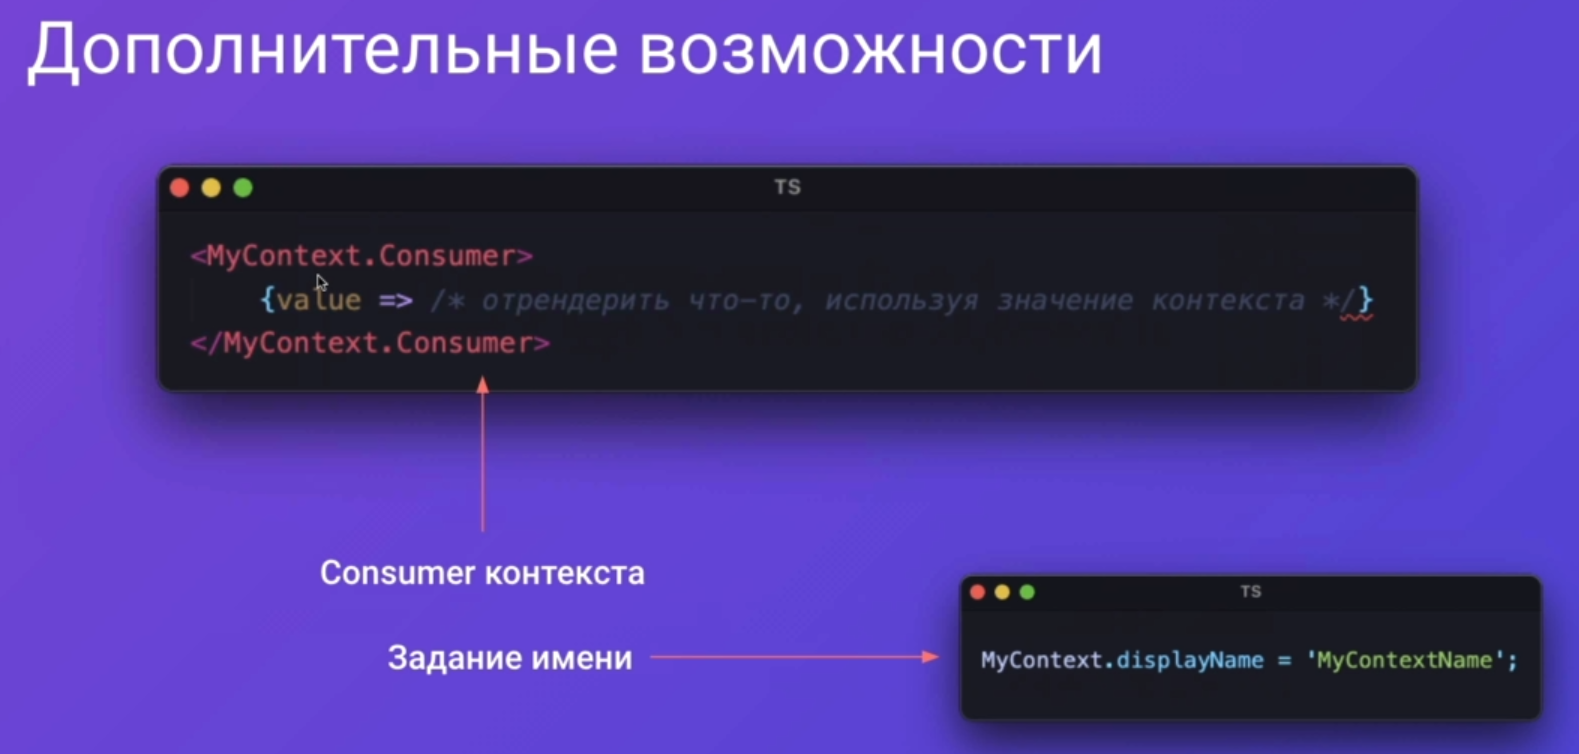 Дополнительные возможности
TS
<MyContext.Consumer>
{value => /* отрендерить что-то, используя значение контекста */}
</MyContext.Consumer>
Consumer контекста
Задание имени
TS
MyContext.displayName = 'MyContextName';